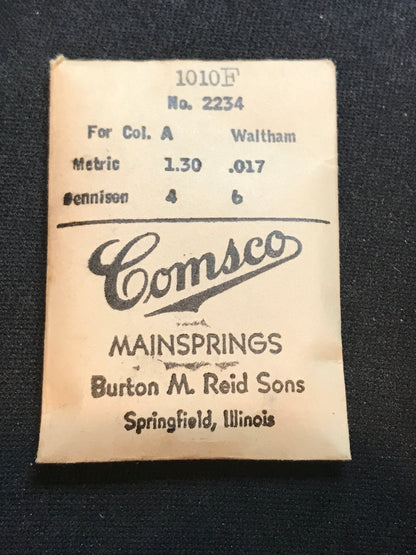 1010F
No. 2234
For Col. A Waltham
Metric 1.30 .017
Dennison 4 6
Comsco
MAINSPRINGS
Burton M. Reid Sons
Springfield, Illinois